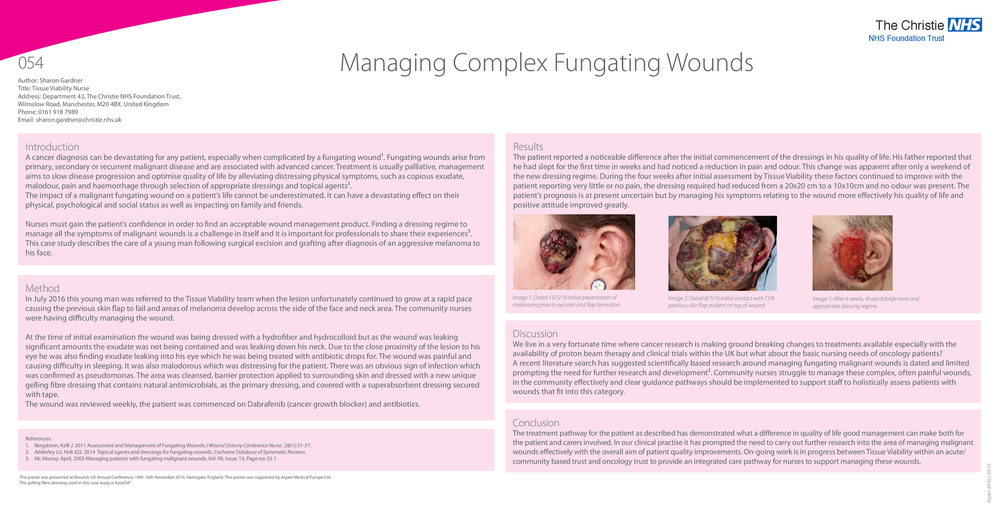 The Christie NHS
NHS Foundation Trust
054
Managing Complex Fungating Wounds
Author: Sharon Gardner
Title: Tissue Viability Nurse
Address: Department 43, The Christie NHS Foundation Trust,
Wilmslow Road, Manchester, M20 4BX, United Kingdom
Phone: 0161 918 7989
Email: sharon.gardner@christie.nhs.uk
Introduction
A cancer diagnosis can be devastating for any patient, especially when complicated by a fungating wound¹. Fungating wounds arise from
primary, secondary or recurrent malignant disease and are associated with advanced cancer. Treatment is usually palliative, management
aims to slow disease progression and optimise quality of life by alleviating distressing physical symptoms, such as copious exudate,
malodour, pain and haemorrhage through selection of appropriate dressings and topical agents².
The impact of a malignant fungating wound on a patient's life cannot be underestimated. It can have a devastating effect on their
physical, psychological and social status as well as impacting on family and friends.
Nurses must gain the patient's confidence in order to find an acceptable wound management product. Finding a dressing regime to
manage all the symptoms of malignant wounds is a challenge in itself and it is important for professionals to share their experiences³.
This case study describes the care of a young man following surgical excision and grafting after diagnosis of an aggressive melanoma to
his face.
Method
In July 2016 this young man was referred to the Tissue Viability team when the lesion unfortunately continued to grow at a rapid pace
causing the previous skin flap to fail and areas of melanoma develop across the side of the face and neck area. The community nurses
were having difficulty managing the wound.
At the time of initial examination the wound was being dressed with a hydrofiber and hydrocolloid but as the wound was leaking
significant amounts the exudate was not being contained and was leaking down his neck. Due to the close proximity of the lesion to his
eye he was also finding exudate leaking into his eye which he was being treated with antibiotic drops for. The wound was painful and
causing difficulty in sleeping. It was also malodorous which was distressing for the patient. There was an obvious sign of infection which
was confirmed as pseudomonas. The area was cleansed, barrier protection applied to surrounding skin and dressed with a new unique
gelling fibre dressing that contains natural antimicrobials, as the primary dressing, and covered with a superabsorbent dressing secured
with tape.
The wound was reviewed weekly, the patient was commenced on Dabrafenib (cancer growth blocker) and antibiotics.
References:
1. Bergstrom, Kelli J. 2011 Assessment and Management of Fungating Wounds J Wound Ostomy Continence Nurse. ;38(1):31-37.
2. Adderley UJ, Holt IGS. 2014 Topical agents and dressings for fungating wounds. Cochrane Database of Systematic Reviews.
3. Mc Murray. April, 2003 Managing patients with fungating malignant wounds. Vol: 99, Issue: 13, Page no: 55 1
This poster was presented at Wounds UK Annual Conference, 14th-16th November 2016, Harrogate, England. This poster was supported by Aspen Medical Europe Ltd.
The gelling fibre dressing used in this case study is KytoCel®
Results
The patient reported a noticeable difference after the initial commencement of the dressings in his quality of life. His father reported that
he had slept for the first time in weeks and had noticed a reduction in pain and odour. This change was apparent after only a weekend of
the new dressing regime. During the four weeks after initial assessment by Tissue Viability these factors continued to improve with the
patient reporting very little or no pain, the dressing required had reduced from a 20x20 cm to a 10x10cm and no odour was present. The
patient's prognosis is at present uncertain but by managing his symptoms relating to the wound more effectively his quality of life and
positive attitude improved greatly.
Image 1: Dated 15/5/16 Initial presentation of
melanoma prior to excision and flap formation
Image 2: Dated 8/7/16 Initial contact with TVN
previous skin flap evident on top of wound
Image 3: After 6 weeks, sharp debridement and
appropriate dressing regime.
Discussion
We live in a very fortunate time where cancer research is making ground breaking changes to treatments available especially with the
availability of proton beam therapy and clinical trials within the UK but what about the basic nursing needs of oncology patients?
A recent literature search has suggested scientifically based research around managing fungating malignant wounds is dated and limited
prompting the need for further research and development². Community nurses struggle to manage these complex, often painful wounds,
in the community effectively and clear guidance pathways should be implemented to support staff to holistically assess patients with
wounds that fit into this category.
Conclusion
The treatment pathway for the patient as described has demonstrated what a difference in quality of life good management can make both for
the patient and carers involved. In our clinical practise it has prompted the need to carry out further research into the area of managing malignant
wounds effectively with the overall aim of patient quality improvements. On-going work is in progress between Tissue Viability within an acute/
community based trust and oncology trust to provide an integrated care pathway for nurses to support managing these wounds.